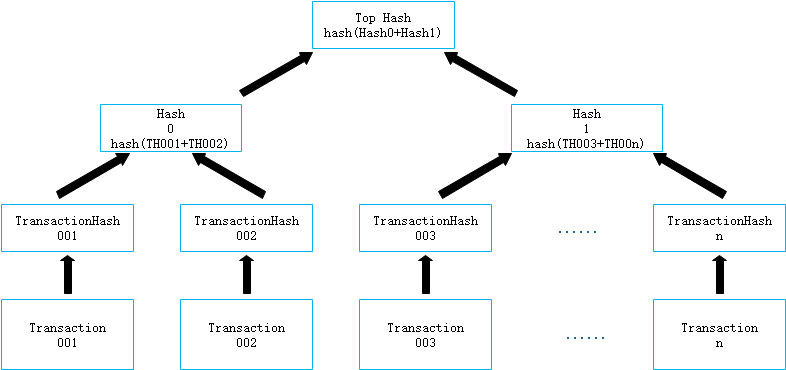 Top Hash
hash(Hash0+Hash1)
Hash
0
hash(TH001+TH002)
Hash
1
hash(TH003+TH00n)
TransactionHash
001
TransactionHash
002
TransactionHash
003
......
TransactionHash
n
Transaction
001
Transaction
002
Transaction
003
......
Transaction
n